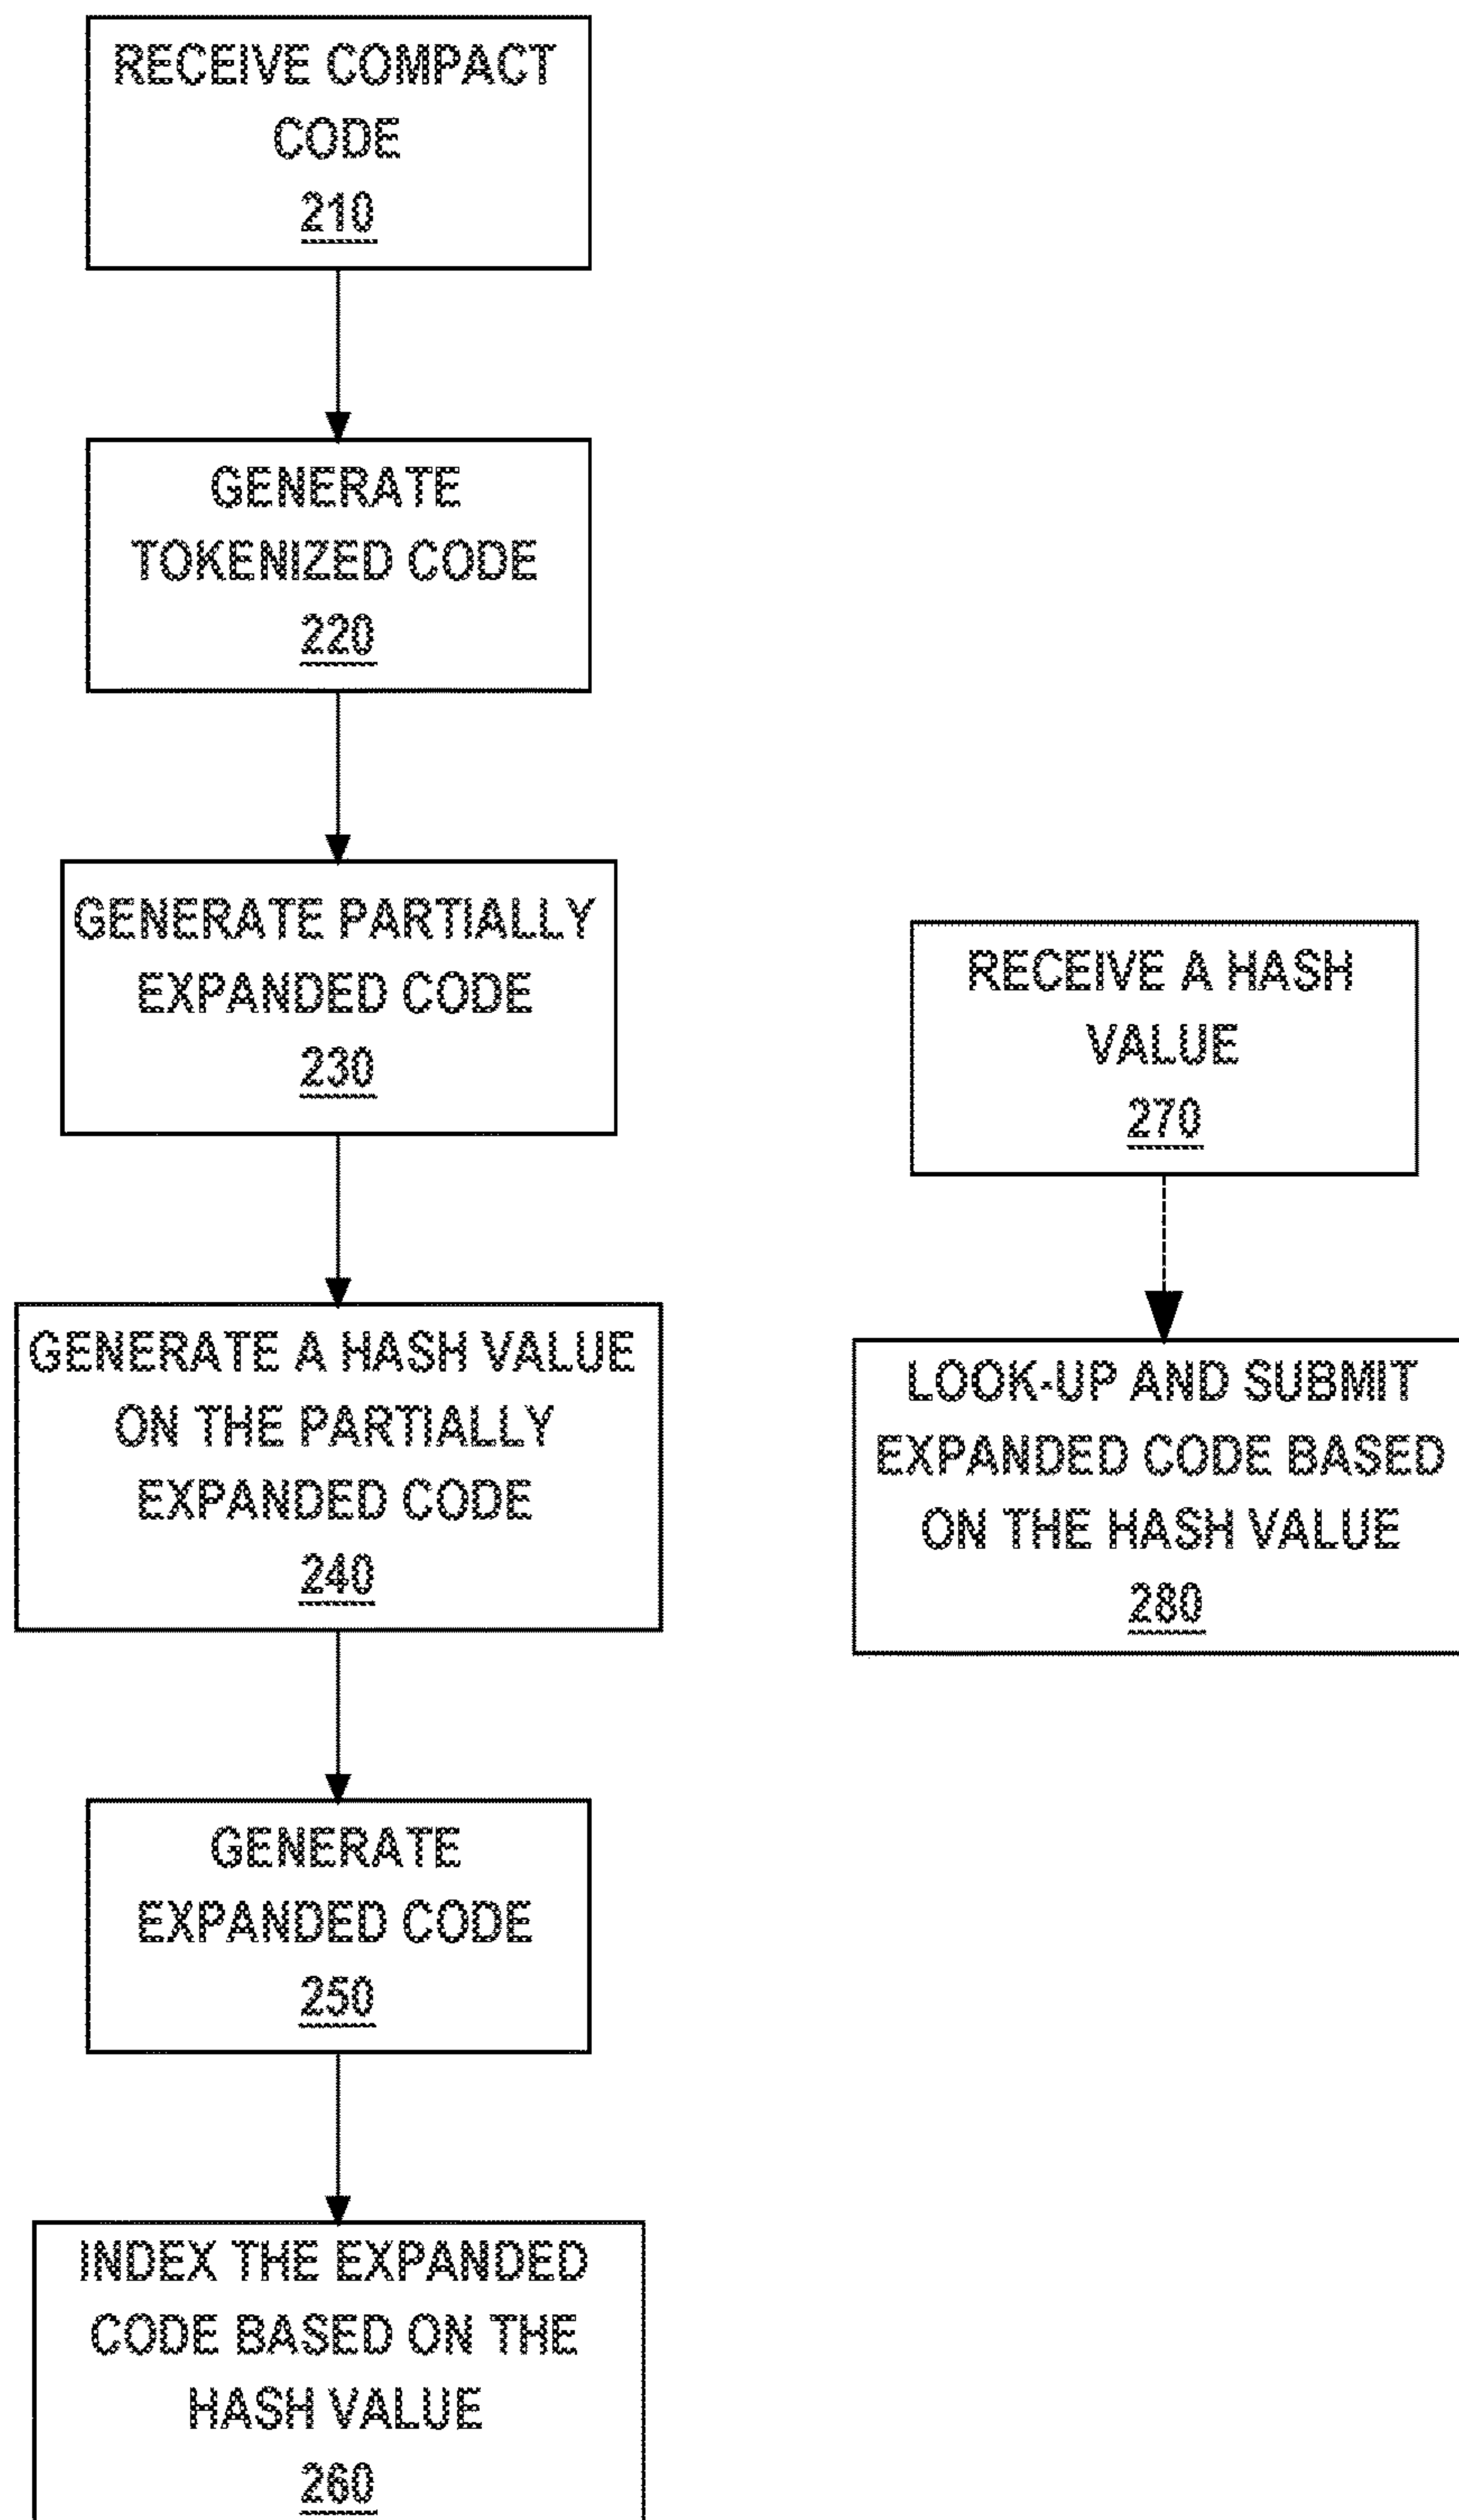 RECEIVE COMPACT
CODE
210
GENERATE
TOKENIZED CODE
220
GENERATE PARTIALLY
EXPANDED CODE
230
GENERATE A HASH VALUE
ON THE PARTIALLY
EXPANDED CODE
240
GENERATE
EXPANDED CODE
250
INDEX THE EXPANDED
CODE BASED ON THE
HASH VALUE
260
RECEIVE A HASH
VALUE
270
LOOK-UP AND SUBMIT
EXPANDED CODE BASED
ON THE HASH VALUE
280